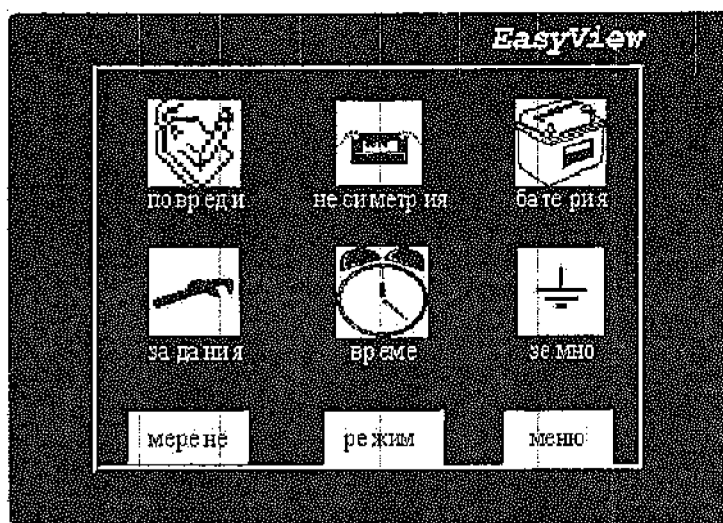 EasyView
повреди несиметрия батерия
задания време земно
мерене режим меню